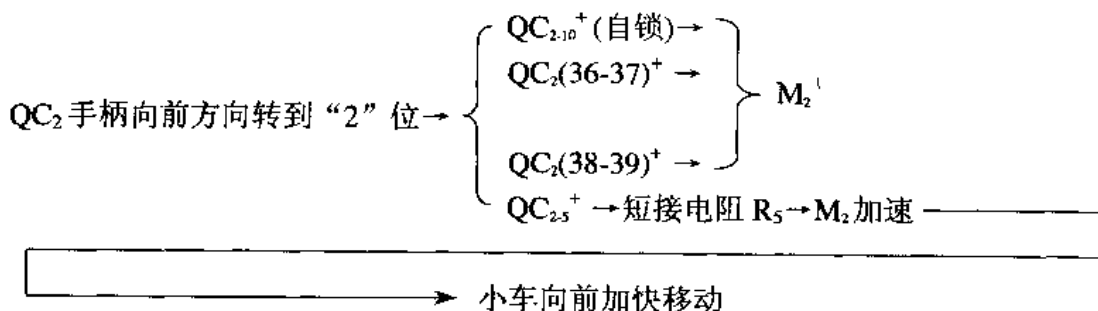 QC₂₋₁₀⁺(自锁)→
QC₂(36-37)⁺ →
QC₂手柄向前方向转到“2”位→ M₂⁺
QC₂(38-39)⁺ →
QC₂₋₅⁺ →短接电阻 R₅→M₂加速
小车向前加快移动